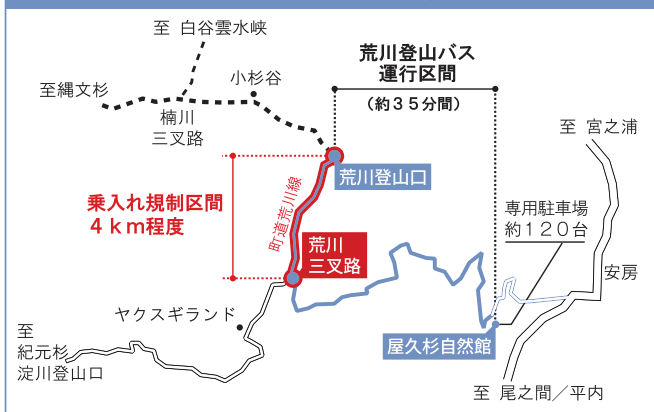 至 白谷雲水峡
荒川登山バス
運行区間
(約35分間)
小杉谷
至縄文杉
楠川
三叉路
至 宮之浦
荒川登山口
乗入れ規制区間
4km程度
町道荒川線
専用駐車場
約120台
荒川
三叉路
安房
ヤクスギランド
至
紀元杉
淀川登山口
屋久杉自然館
至 尾之間/平内